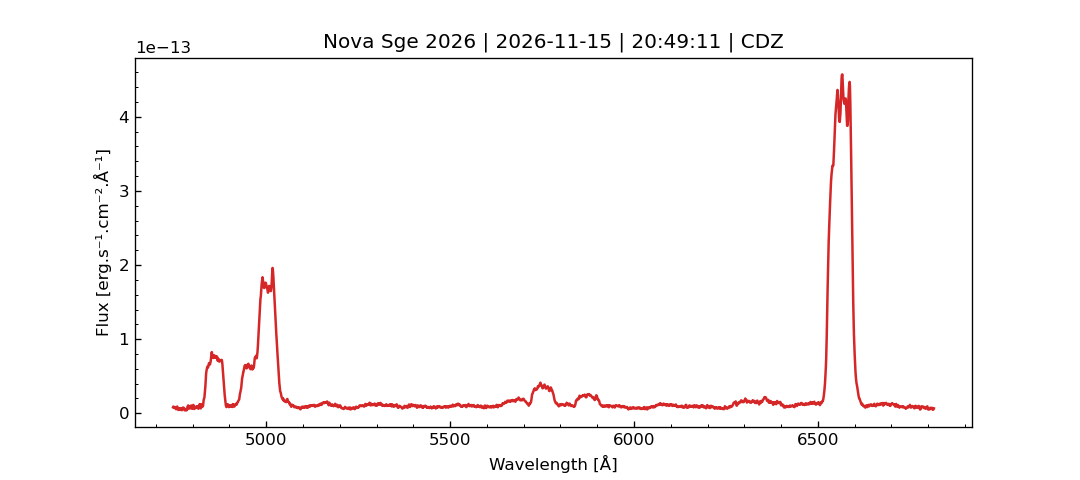 Nova Sge 2026 | 2026-11-15 | 20:49:11 | CDZ
1e−13
4
3
2
1
0
Flux [erg.s⁻¹.cm⁻².Å⁻¹]
5000 5500 6000 6500
Wavelength [Å]